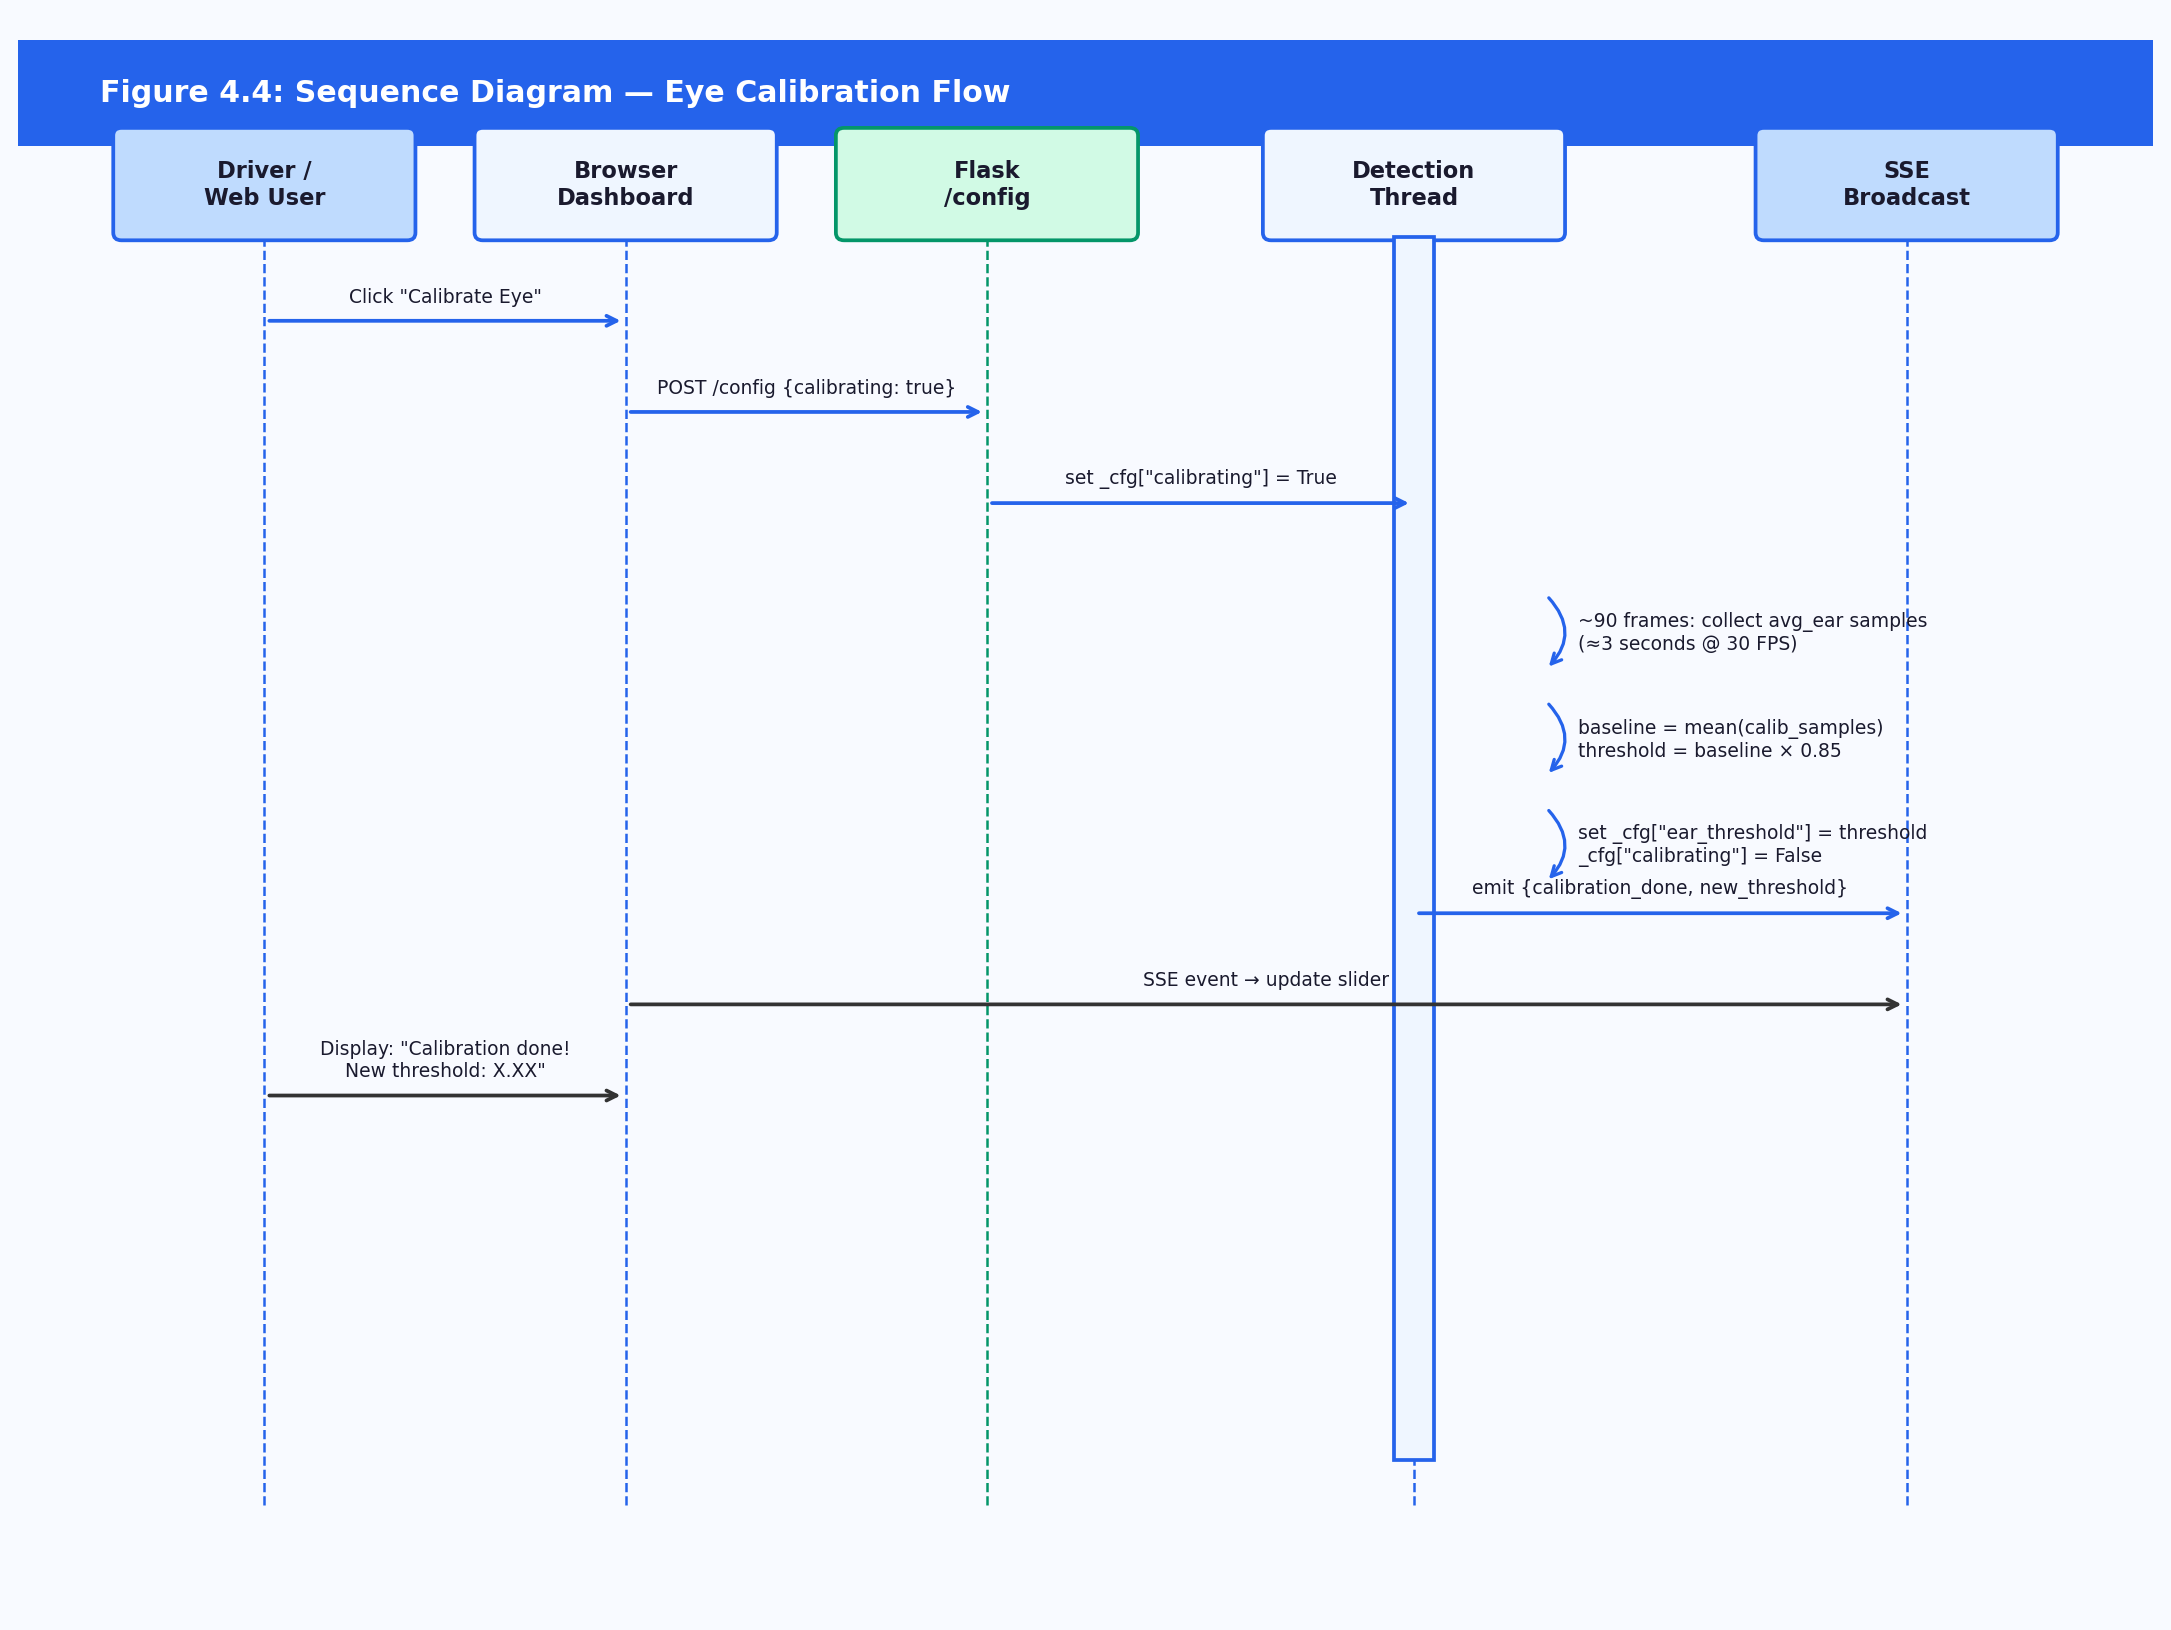 Figure 4.4: Sequence Diagram — Eye Calibration Flow
Driver /
Web User
Browser
Dashboard
Flask
/config
Detection
Thread
SSE
Broadcast
Click "Calibrate Eye"
POST /config {calibrating: true}
set _cfg["calibrating"] = True
~90 frames: collect avg_ear samples
(≈3 seconds @ 30 FPS)
baseline = mean(calib_samples)
threshold = baseline × 0.85
set _cfg["ear_threshold"] = threshold
_cfg["calibrating"] = False
emit {calibration_done, new_threshold}
SSE event → update slider
Display: "Calibration done!
New threshold: X.XX"